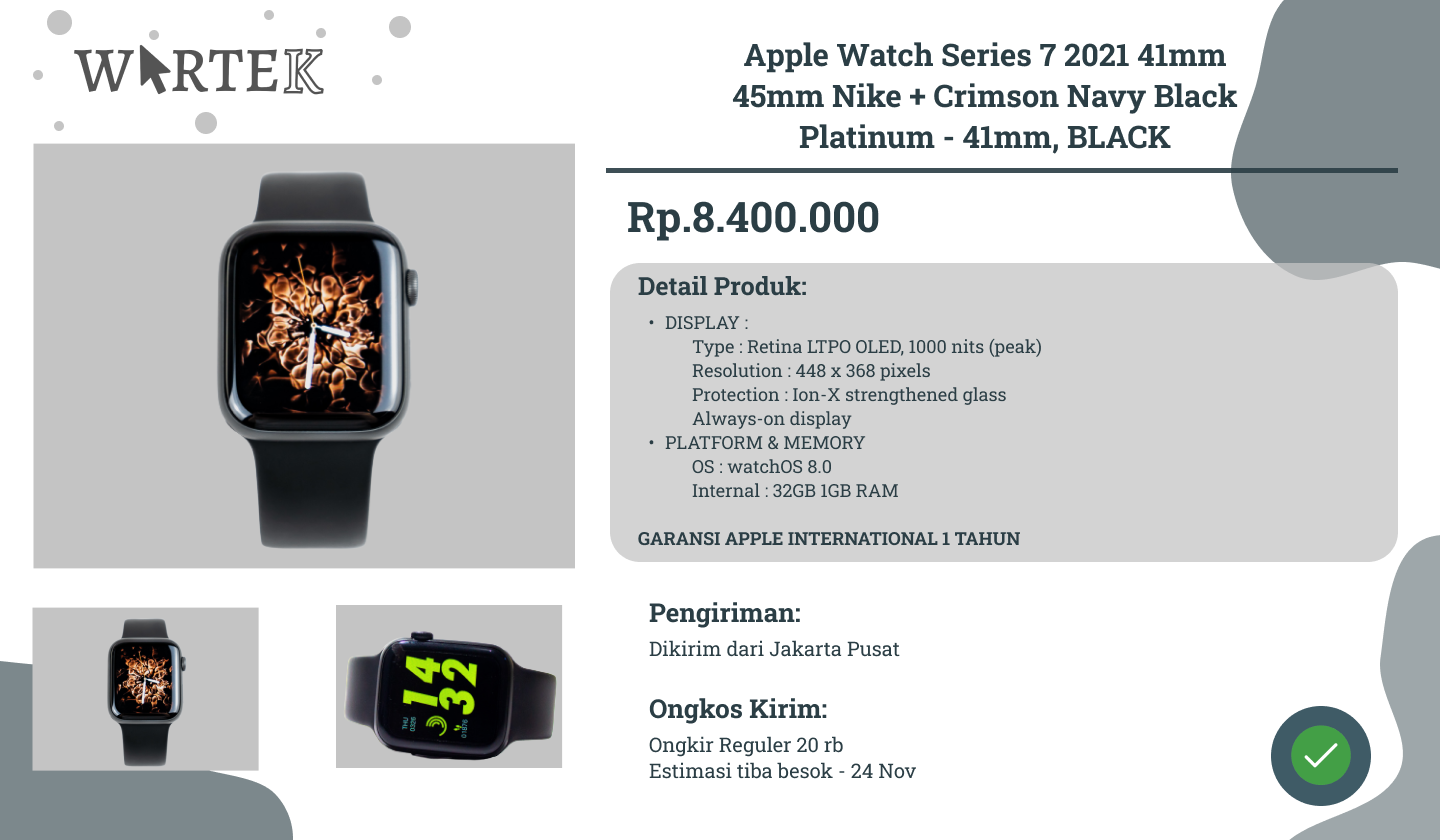 WARTEK
Apple Watch Series 7 2021 41mm
45mm Nike + Crimson Navy Black
Platinum - 41mm, BLACK
Rp.8.400.000
Detail Produk:
• DISPLAY :
Type : Retina LTPO OLED, 1000 nits (peak)
Resolution : 448 x 368 pixels
Protection : Ion-X strengthened glass
Always-on display
• PLATFORM & MEMORY
OS : watchOS 8.0
Internal : 32GB 1GB RAM
GARANSI APPLE INTERNATIONAL 1 TAHUN
14
32
THU
0326
01876
Pengiriman:
Dikirim dari Jakarta Pusat
Ongkos Kirim:
Ongkir Reguler 20 rb
Estimasi tiba besok - 24 Nov